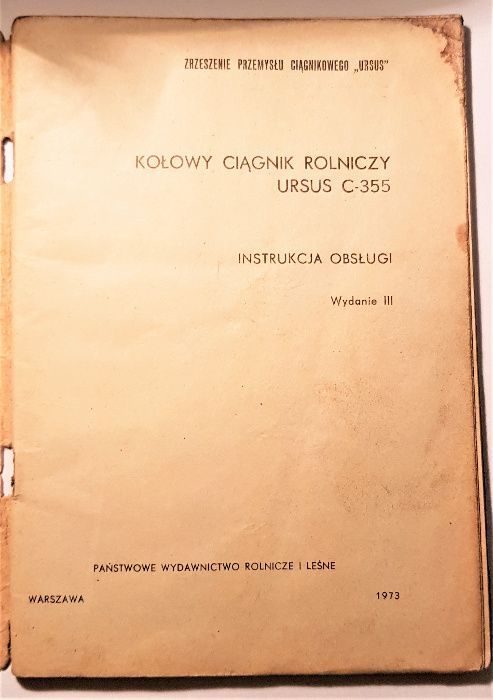 ZRZESZENIE PRZEMYSŁU CIĄGNIKOWEGO „URSUS"
KOŁOWY CIĄGNIK ROLNICZY
URSUS C-355
INSTRUKCJA OBSŁUGI
Wydanie III
PAŃSTWOWE WYDAWNICTWO ROLNICZE I LEŚNE
WARSZAWA 1973